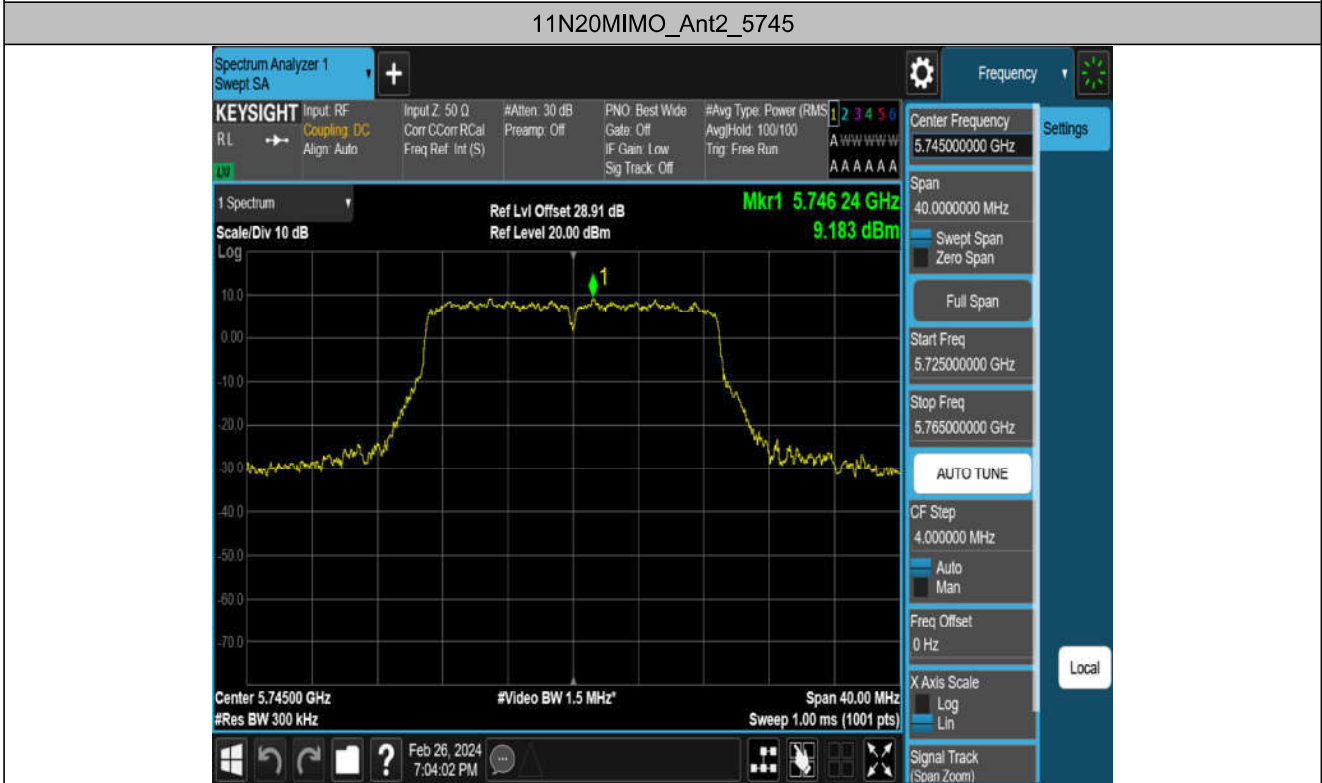 11N20MIMO_Ant2_5745
Spectrum Analyzer 1
Swept SA
+
Frequency
KEYSIGHT
RL
LXI
Input: RF
Coupling: DC
Align: Auto
Input Z: 50 Ω
Corr CCorr RCal
Freq Ref: Int (S)
#Atten: 30 dB
Preamp: Off
PNO: Best Wide
Gate: Off
IF Gain: Low
Sig Track: Off
#Avg Type: Power (RMS
Avg|Hold: 100/100
Trig: Free Run
1 2 3 4 5 6
A W W W W W
A A A A A A
1 Spectrum
Scale/Div 10 dB
Log
Ref Lvl Offset 28.91 dB
Ref Level 20.00 dBm
Mkr1 5.746 24 GHz
9.183 dBm
1
10.0
0.00
-10.0
-20.0
-30.0
-40.0
-50.0
-60.0
-70.0
Center 5.74500 GHz
#Res BW 300 kHz
#Video BW 1.5 MHz*
Span 40.00 MHz
Sweep 1.00 ms (1001 pts)
?
Feb 26, 2024
7:04:02 PM
Center Frequency
5.745000000 GHz
Settings
Span
40.0000000 MHz
Swept Span
Zero Span
Full Span
Start Freq
5.725000000 GHz
Stop Freq
5.765000000 GHz
AUTO TUNE
CF Step
4.000000 MHz
Auto
Man
Freq Offset
0 Hz
Local
X Axis Scale
Log
Lin
Signal Track
(Span Zoom)